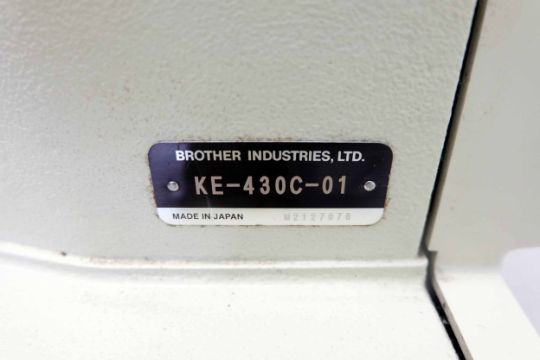 BROTHER INDUSTRIES, LTD.
KE-430C-01
MADE IN JAPAN